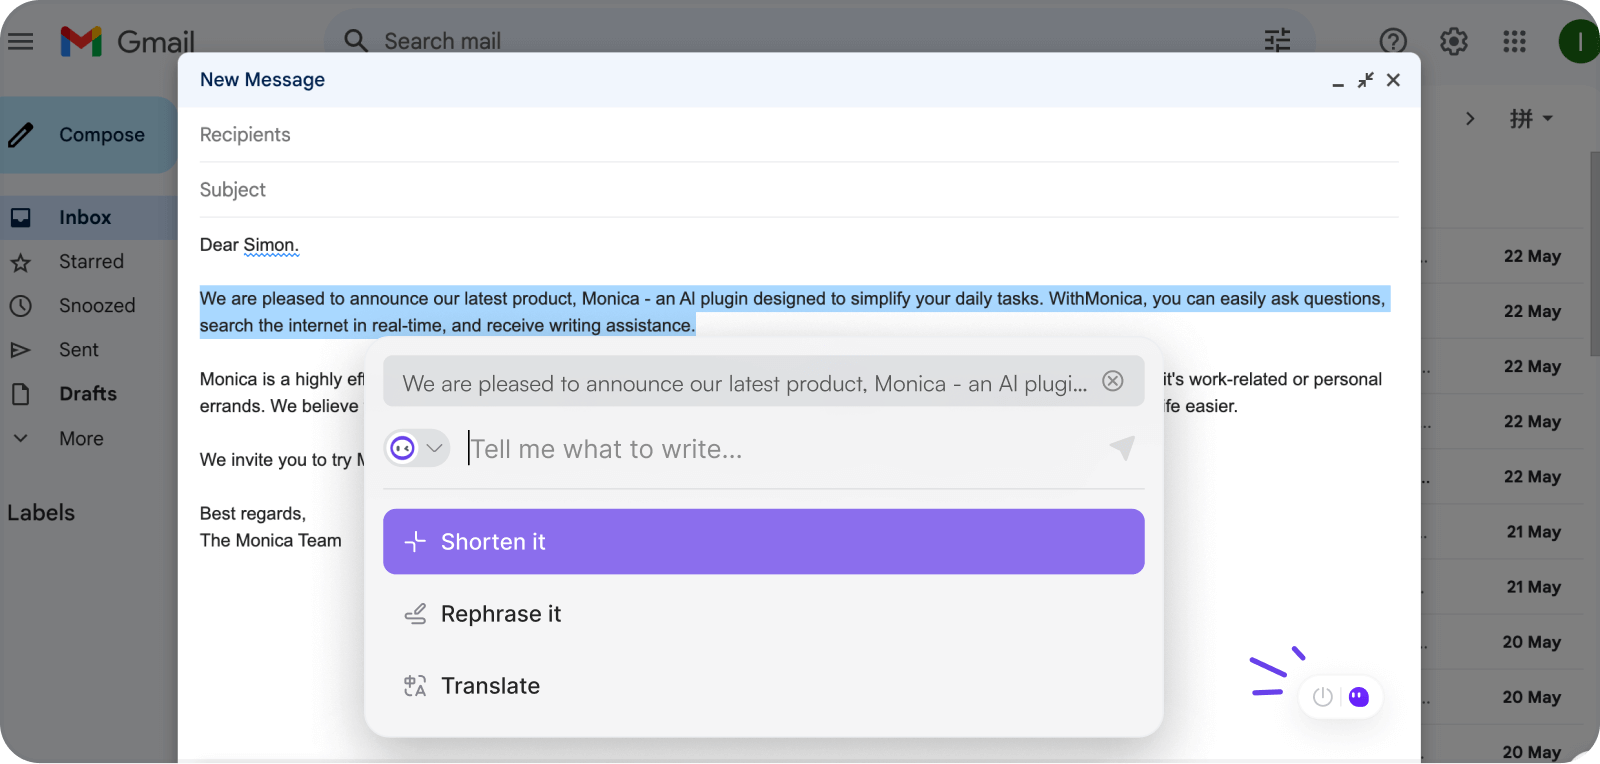 Gmail
Search mail
New Message
拼
Compose
Recipients
Subject
Inbox
Starred
Snoozed
Sent
Drafts
More
Labels
Dear Simon.
We are pleased to announce our latest product, Monica - an AI plugin designed to simplify your daily tasks. WithMonica, you can easily ask questions,
search the internet in real-time, and receive writing assistance.
Monica is a highly it's work-related or personal
errands. We believe easier.
We invite you to try
Best regards,
The Monica Team
We are pleased to announce our latest product, Monica - an AI plugi...
Tell me what to write...
Shorten it
Rephrase it
Translate
22 May
22 May
22 May
22 May
22 May
21 May
21 May
20 May
20 May
20 May